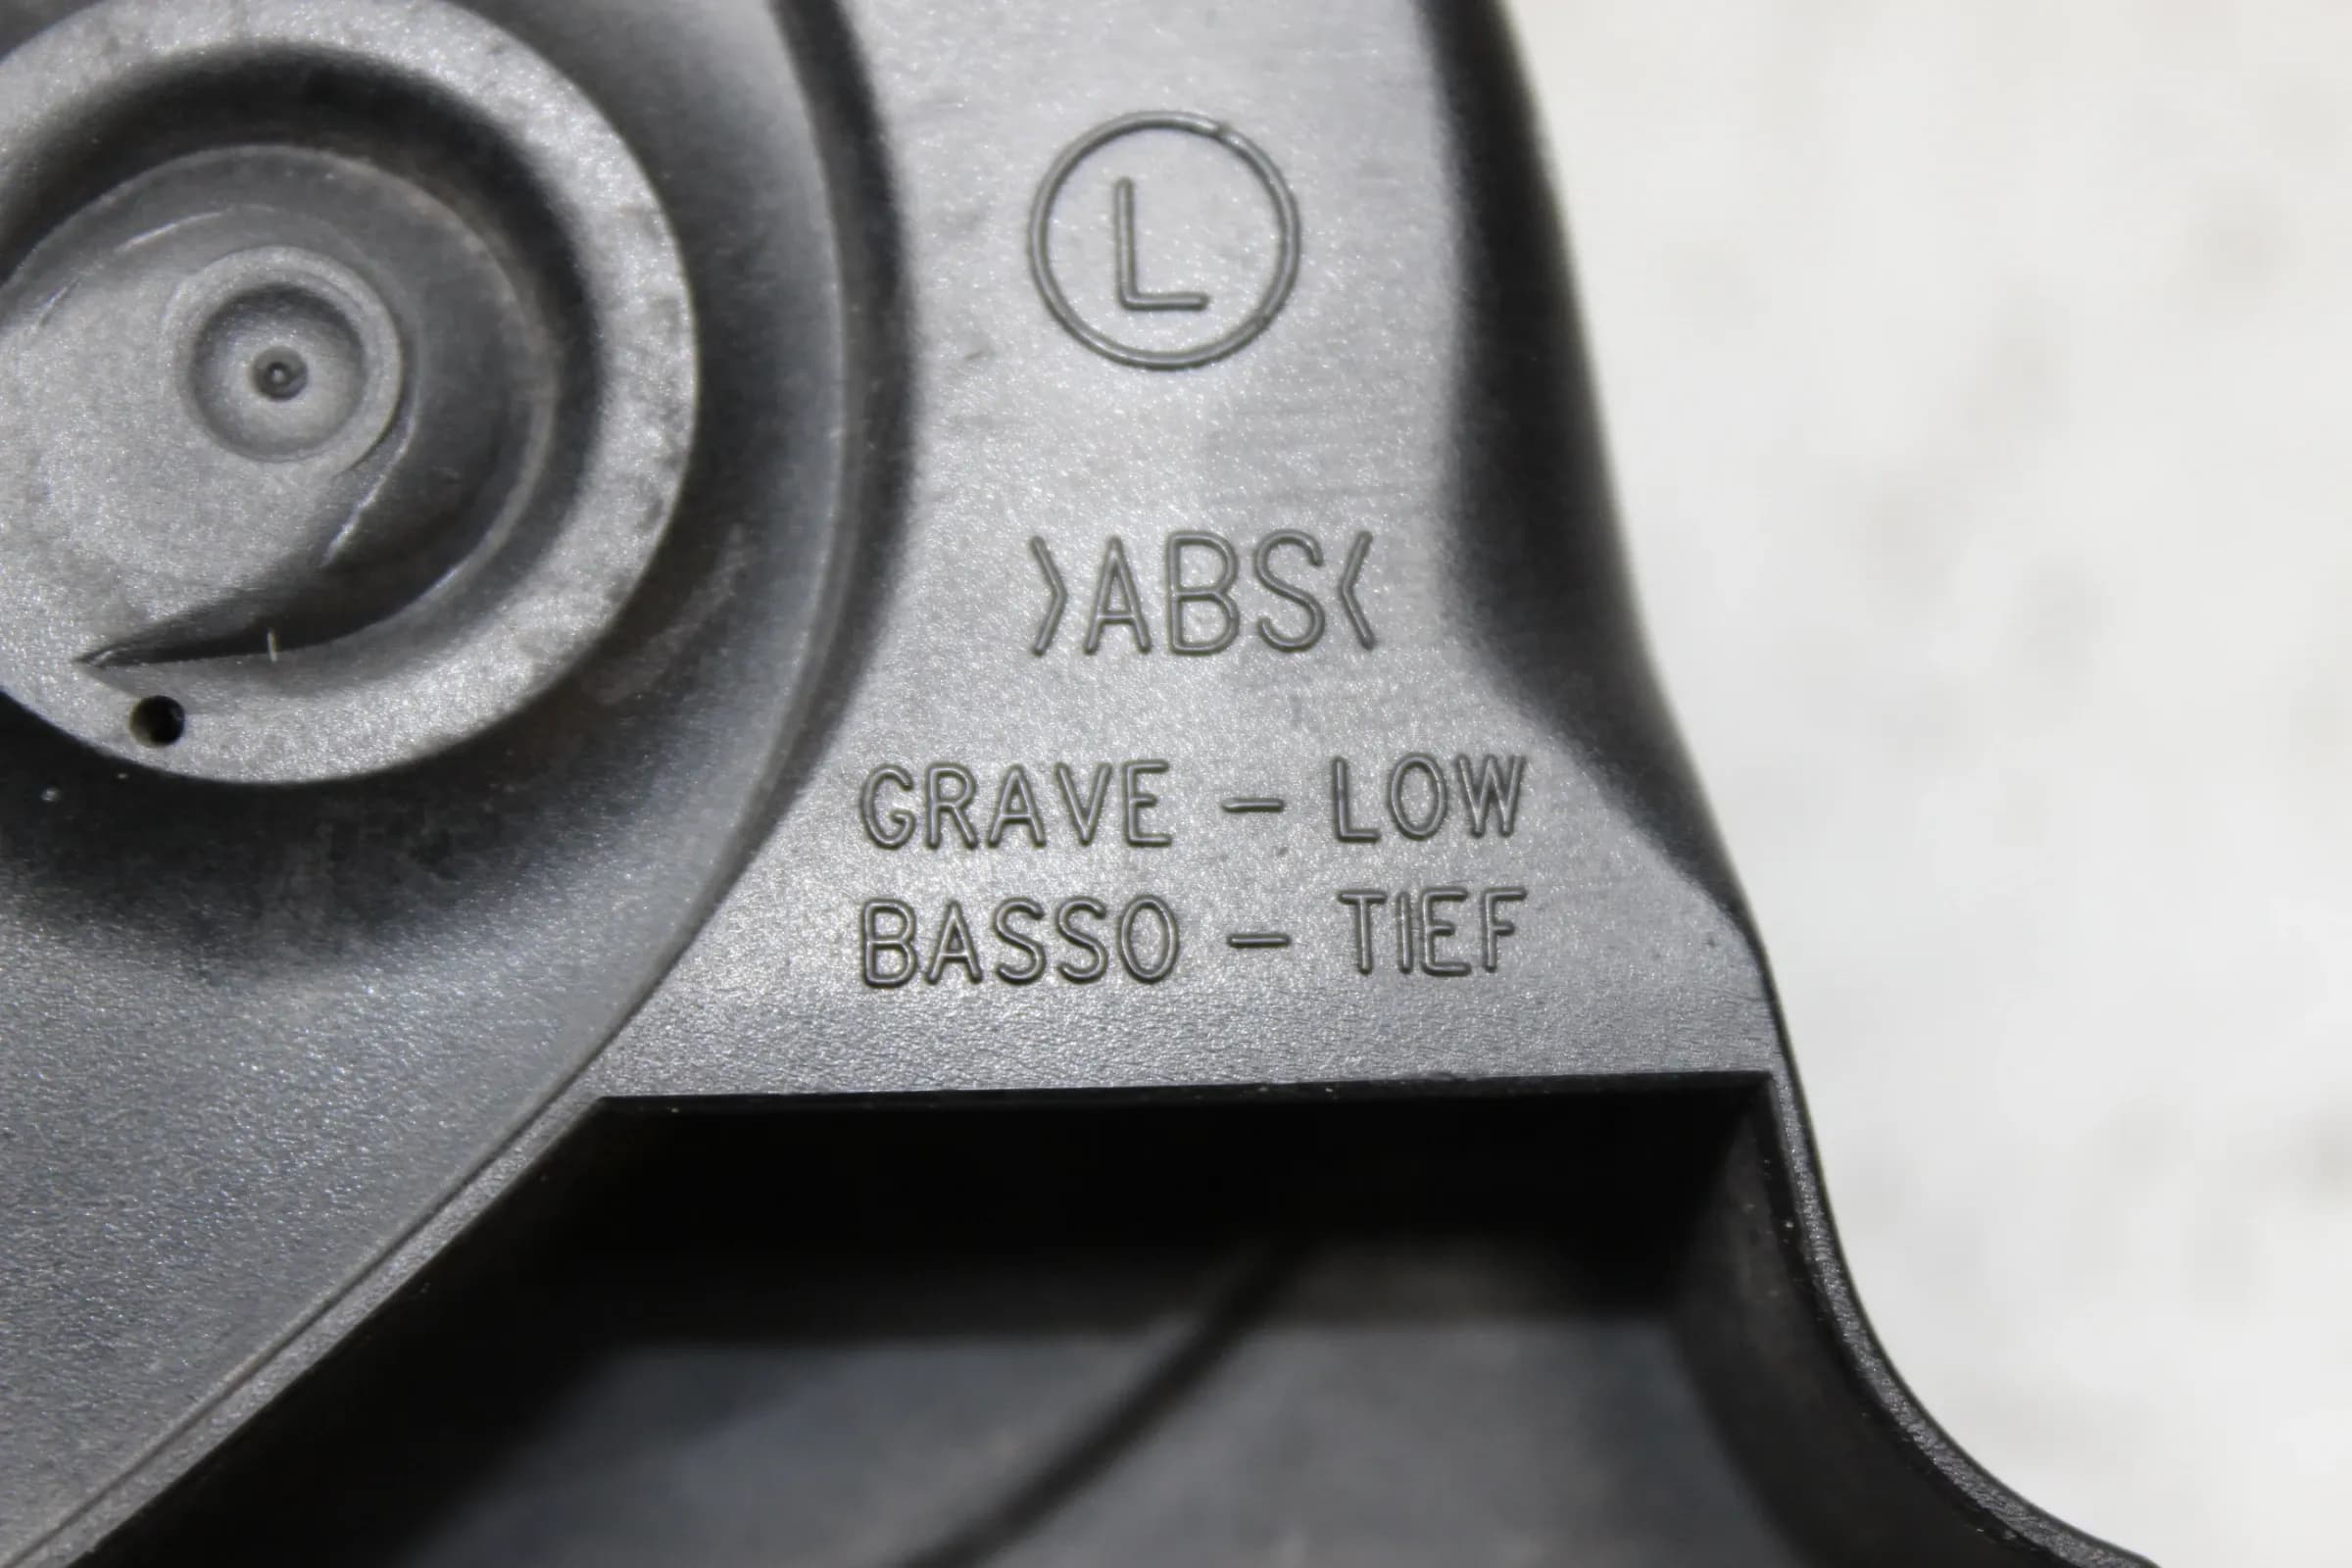 L
>ABS<
GRAVE - LOW
BASSO - TIEF